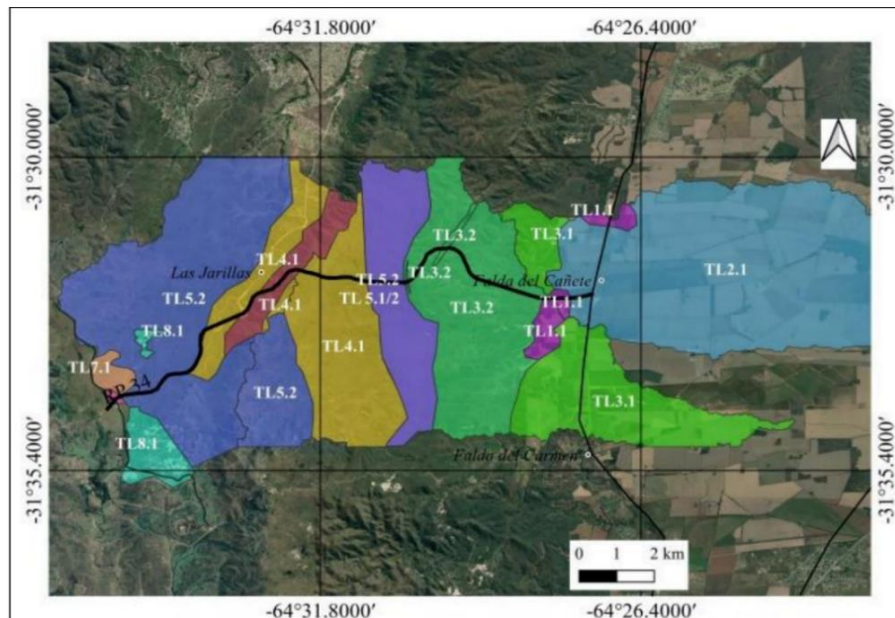 -64°31.8000′
-64°26.4000′
-31°30.0000′
-31°30.0000′
TL1.1
TL3.1
TL3.2
TL4.1
TL2.1
Las Jarillas
TL5.2
TL3.2
Falda del Cañete
TL5.2
TL 5.1/2
TL4.1
TL1.1
TL3.2
TL8.1
TL1.1
TL4.1
TL7.1
RP 34
TL5.2
TL3.1
TL8.1
Falda del Carmen
-31°35.4000′
-31°35.4000′
0 1 2 km
-64°31.8000′
-64°26.4000′